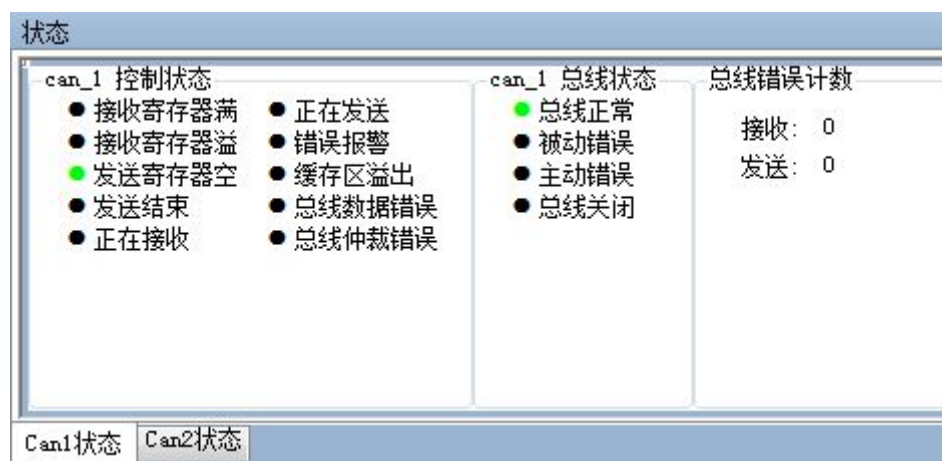 状态
can_1 控制状态
接收寄存器满
接收寄存器溢
发送寄存器空
发送结束
正在接收
正在发送
错误报警
缓存区溢出
总线数据错误
总线仲裁错误
can_1 总线状态
总线正常
被动错误
主动错误
总线关闭
总线错误计数
接收: 0
发送: 0
Can1状态 Can2状态